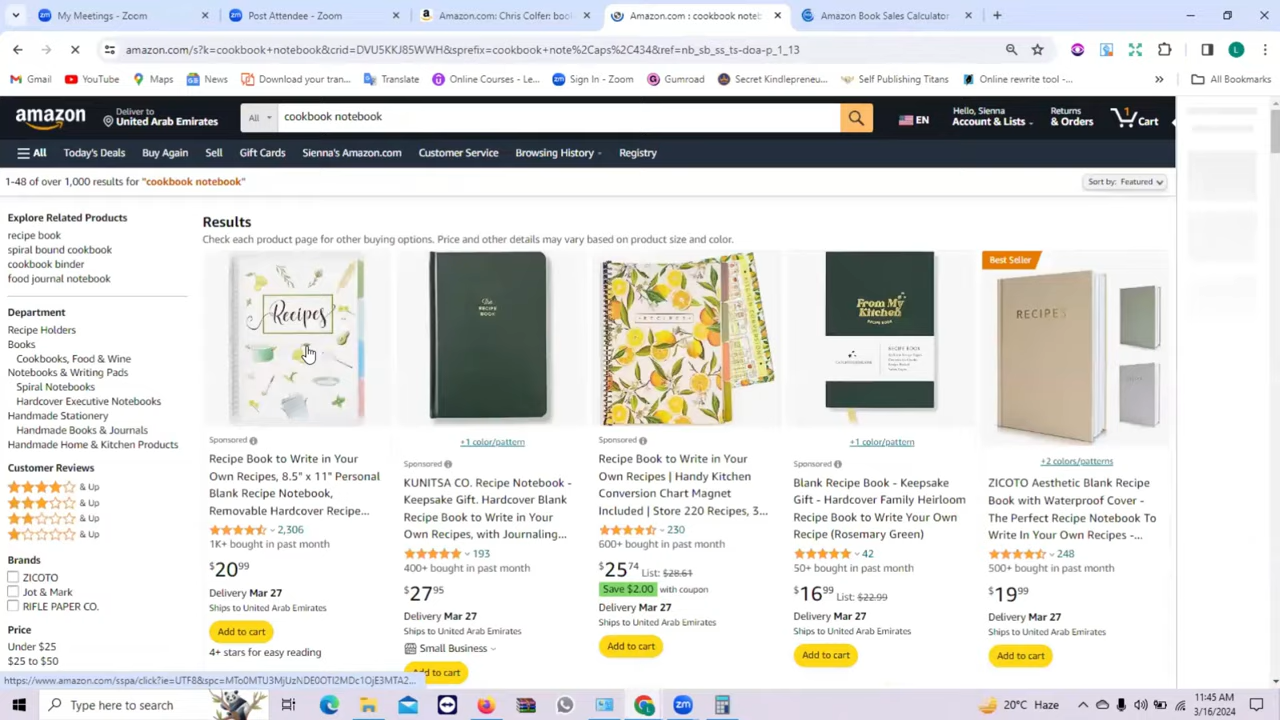 My Meetings - Zoom
Post Attendee - Zoom
Amazon.com: Chris Colfer: boo
Amazon.com : cookbook noteb
Amazon Book Sales Calculator
amazon.com/s?k=cookbook+notebook&crid=DVU5KKJ85WWH&sprefix=cookbook+note%2Caps%2C434&ref=nb_sb_ss_ts-doa-p_1_13
L
Gmail
YouTube
Maps
News
Download your tran...
Translate
Online Courses - Le...
Sign In - Zoom
Gumroad
Secret Kindlepreneu...
Self Publishing Titans
Online rewrite tool -...
All Bookmarks
amazon
Deliver to
United Arab Emirates
All
cookbook notebook
EN
Hello, Sienna
Account & Lists
Returns
& Orders
1
Cart
All
Today's Deals
Buy Again
Sell
Gift Cards
Sienna's Amazon.com
Customer Service
Browsing History
Registry
1-48 of over 1,000 results for "cookbook notebook"
Sort by: Featured
Explore Related Products
recipe book
spiral bound cookbook
cookbook binder
food journal notebook
Department
Recipe Holders
Books
Cookbooks, Food & Wine
Notebooks & Writing Pads
Spiral Notebooks
Hardcover Executive Notebooks
Handmade Stationery
Handmade Books & Journals
Handmade Home & Kitchen Products
Customer Reviews
& Up
& Up
& Up
& Up
Brands
ZICOTO
Jot & Mark
RIFLE PAPER CO.
Price
Under $25
$25 to $50
Results
Check each product page for other buying options. Price and other details may vary based on product size and color.
Recipes
Sponsored
Recipe Book to Write in Your
Own Recipes, 8.5" x 11" Personal
Blank Recipe Notebook,
Removable Hardcover Recipe...
2,306
1K+ bought in past month
$20 99
Delivery Mar 27
Ships to United Arab Emirates
Add to cart
4+ stars for easy reading
The
RECIPE
BOOK
+1 color/pattern
Sponsored
KUNITSA CO. Recipe Notebook -
Keepsake Gift. Hardcover Blank
Recipe Book to Write in Your
Own Recipes, with Journaling...
193
400+ bought in past month
$27 95
Delivery Mar 27
Ships to United Arab Emirates
Small Business
Add to cart
RECIPES
Sponsored
Recipe Book to Write in Your
Own Recipes | Handy Kitchen
Conversion Chart Magnet
Included | Store 220 Recipes, 3...
230
600+ bought in past month
$25 74 List: $28.61
Save $2.00 with coupon
Delivery Mar 27
Ships to United Arab Emirates
Add to cart
From My
Kitchen
RECIPE BOOK
RECIPE BOOK
+1 color/pattern
Sponsored
Blank Recipe Book - Keepsake
Gift - Hardcover Family Heirloom
Recipe Book to Write Your Own
Recipe (Rosemary Green)
42
50+ bought in past month
$16 99 List: $22.99
Delivery Mar 27
Ships to United Arab Emirates
Add to cart
Best Seller
RECIPES
+2 colors/patterns
ZICOTO Aesthetic Blank Recipe
Book with Waterproof Cover -
The Perfect Recipe Notebook To
Write In Your Own Recipes -...
248
500+ bought in past month
$19 99
Delivery Mar 27
Ships to United Arab Emirates
Add to cart
Type here to search
20°C Haze
11:45 AM
3/16/2024